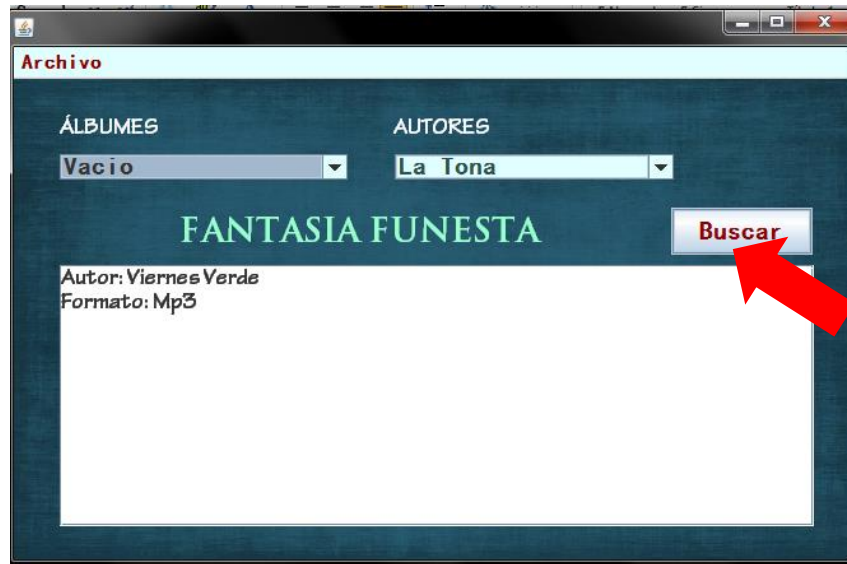 Archivo
ÁLBUMES
AUTORES
Vacio
La Tona
FANTASIA FUNESTA
Buscar
Autor: Viernes Verde
Formato: Mp3